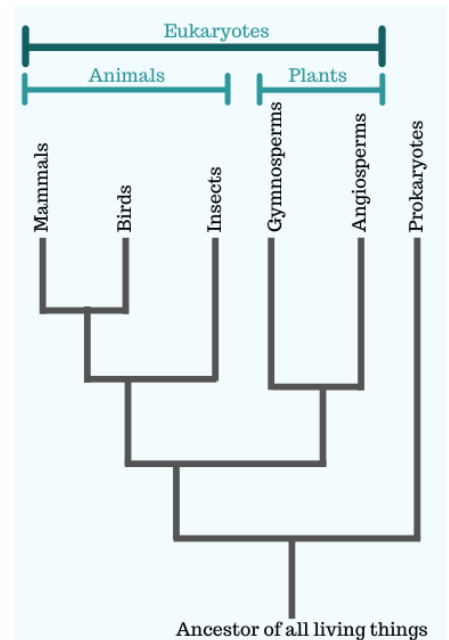 Eukaryotes
Animals
Plants
Mammals
Birds
Insects
Gymnosperms
Angiosperms
Prokaryotes
Ancestor of all living things